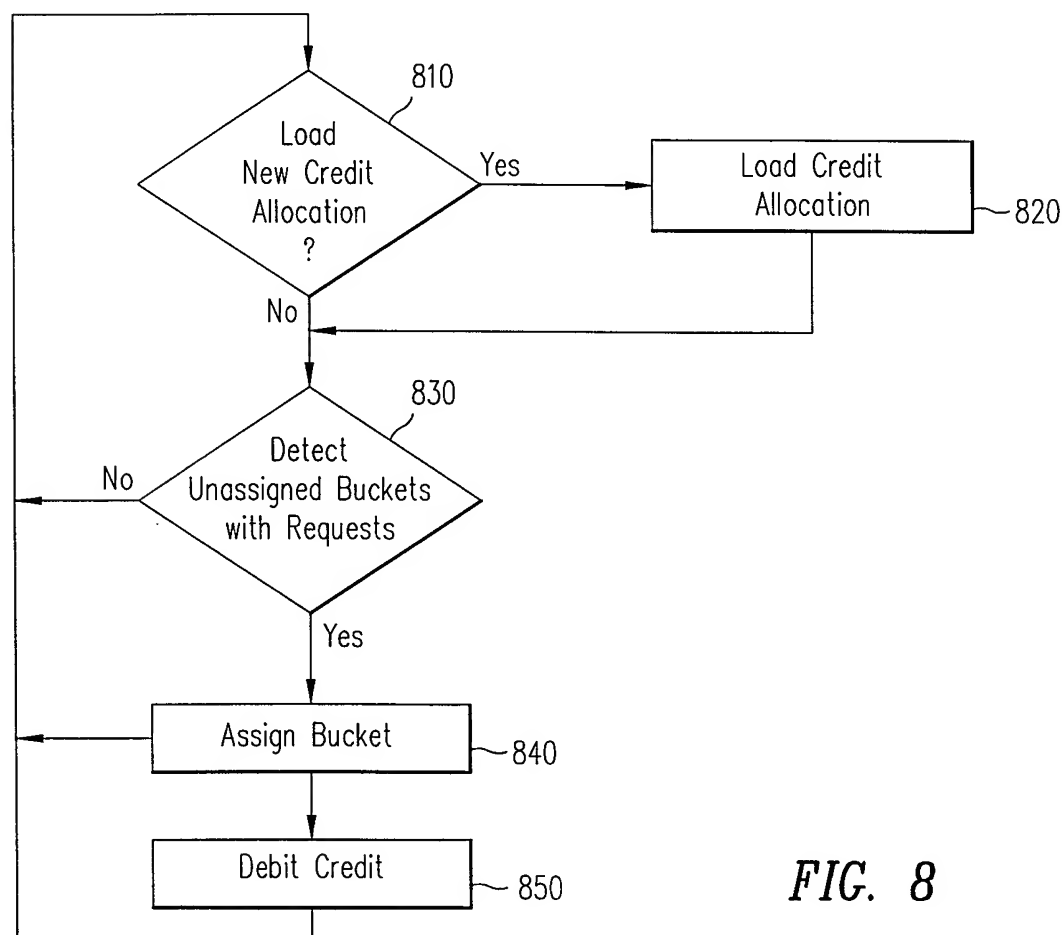 810
Load
New Credit
Allocation
?
Yes
Load Credit
Allocation
820
No
830
Detect
Unassigned Buckets
with Requests
No
Yes
Assign Bucket
840
Debit Credit
850
FIG. 8